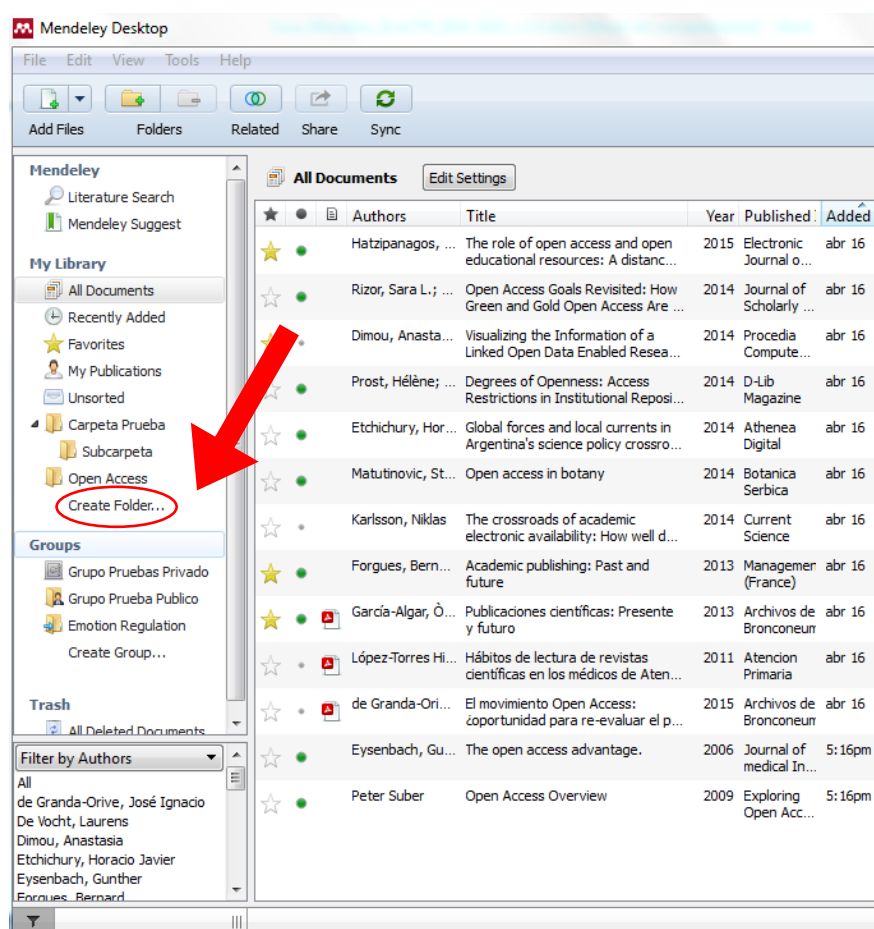 Mendeley Desktop
File Edit View Tools Help
Add Files Folders Related Share Sync
Mendeley
Literature Search
Mendeley Suggest
My Library
All Documents
Recently Added
Favorites
My Publications
Unsorted
Carpeta Prueba
Subcarpeta
Open Access
Create Folder...
Groups
Grupo Pruebas Privado
Grupo Prueba Publico
Emotion Regulation
Create Group...
Trash
All Deleted Documents
Filter by Authors
All
de Granda-Orive, José Ignacio
De Vocht, Laurens
Dimou, Anastasia
Etchichury, Horacio Javier
Eysenbach, Gunther
Forgues, Bernard
All Documents Edit Settings
Authors Title Year Published Added
Hatzipanagos, ... The role of open access and open 2015 Electronic abr 16
educational resources: A distanc... Journal o...
Rizor, Sara L.; ... Open Access Goals Revisited: How 2014 Journal of abr 16
Green and Gold Open Access Are ... Scholarly ...
Dimou, Anasta... Visualizing the Information of a 2014 Procedia abr 16
Linked Open Data Enabled Resea... Compute...
Prost, Hélène; ... Degrees of Openness: Access 2014 D-Lib abr 16
Restrictions in Institutional Reposi... Magazine
Etchichury, Hor... Global forces and local currents in 2014 Athenea abr 16
Argentina's science policy crossro... Digital
Matutinovic, St... Open access in botany 2014 Botanica abr 16
Serbica
Karlsson, Niklas The crossroads of academic 2014 Current abr 16
electronic availability: How well d... Science
Forgues, Bern... Academic publishing: Past and 2013 Managemen abr 16
future (France)
García-Algar, Ò... Publicaciones científicas: Presente 2013 Archivos de abr 16
y futuro Bronconeum
López-Torres Hi... Hábitos de lectura de revistas 2011 Atencion abr 16
científicas en los médicos de Aten... Primaria
de Granda-Ori... El movimiento Open Access: 2015 Archivos de abr 16
¿oportunidad para re-evaluar el p... Bronconeum
Eysenbach, Gu... The open access advantage. 2006 Journal of 5:16pm
medical In...
Peter Suber Open Access Overview 2009 Exploring 5:16pm
Open Acc...